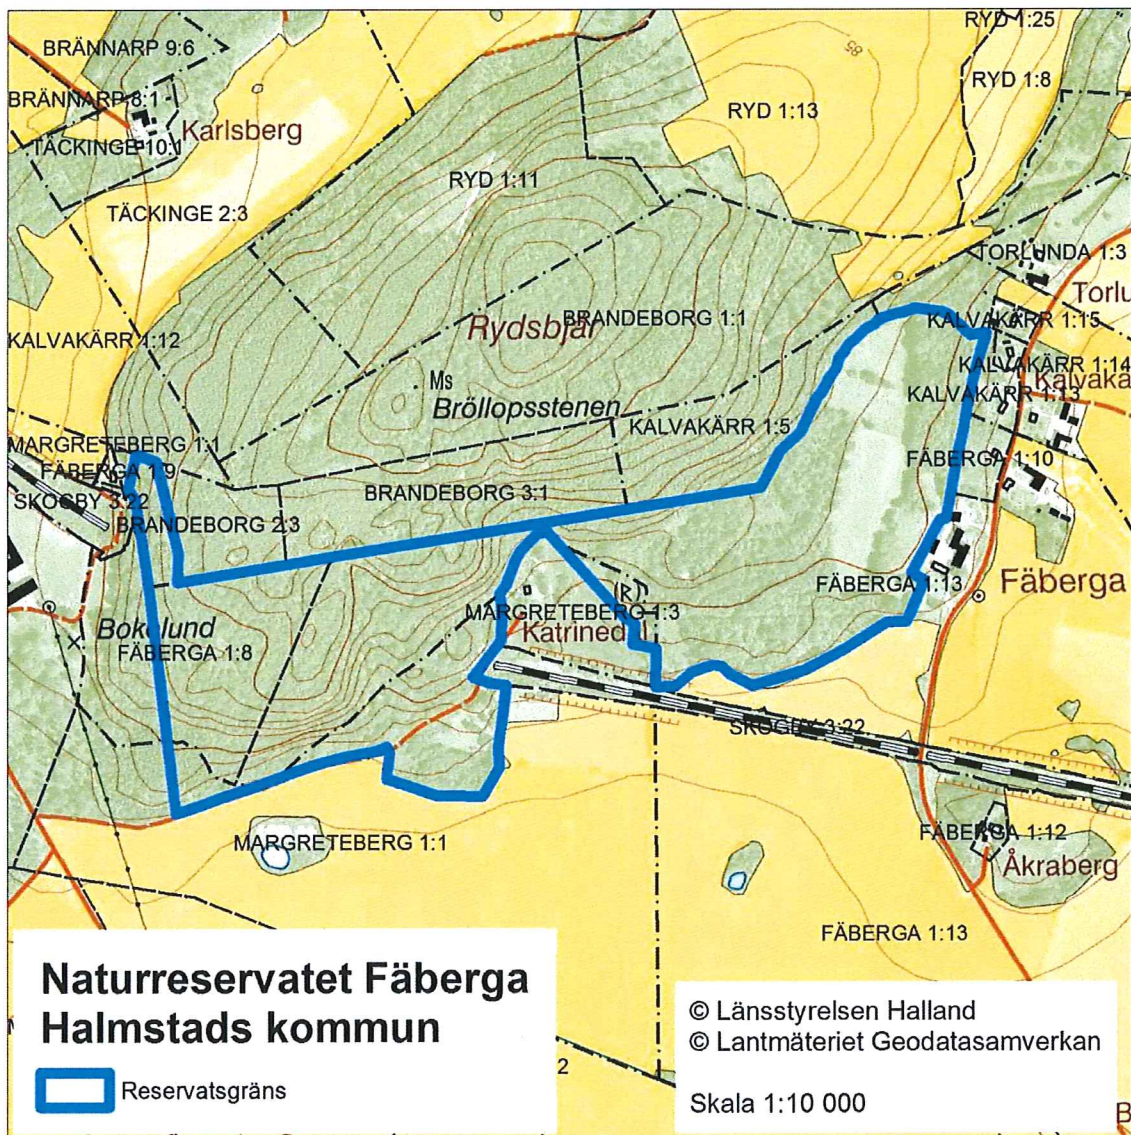 RYD 1:25
BRÄNNARP 9:6
85
RYD 1:8
BRÄNNARP 8:1
RYD 1:13
Karlsberg
TÄCKINGE 10:1
RYD 1:11
TÄCKINGE 2:3
TORLUNDA 1:3
Torlu
BRANDEBORG 1:1
KALVAKÄRR 1:15
Rydsbjär
KALVAKÄRR 1:12
KALVAKÄRR 1:14
Ms
Kalvakä
KALVAKÄRR 1:13
Bröllopsstenen
KALVAKÄRR 1:5
MARGRETEBERG 1:1
FÄBERGA 1:10
FÄBERGA 1:9
BRANDEBORG 3:1
SKOGBY 3:22
BRANDEBORG 2:3
FÄBERGA 1:13
Fäberga
(R)
MARGRETEBERG 1:3
Bokelund
FÄBERGA 1:8
SKOGBY 3:22
FÄBERGA 1:12
MARGRETEBERG 1:1
Åkraberg
FÄBERGA 1:13
Naturreservatet Fäberga
Halmstads kommun
Reservatsgräns
© Länsstyrelsen Halland
© Lantmäteriet Geodatasamverkan
Skala 1:10 000
2
B